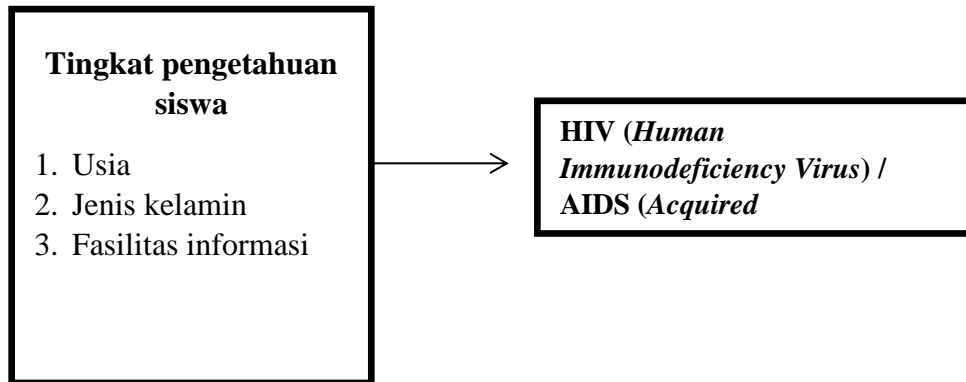 Tingkat pengetahuan
siswa
1. Usia
2. Jenis kelamin
3. Fasilitas informasi
HIV (Human
Immunodeficiency Virus) /
AIDS (Acquired